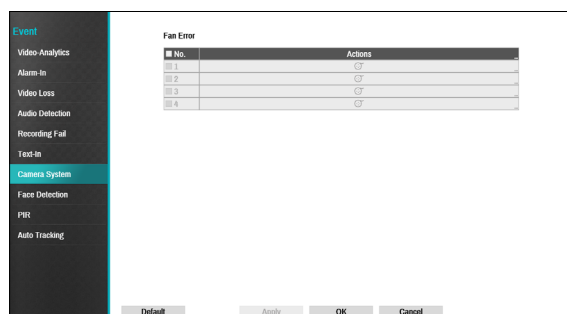 Event
Video-Analytics
Alarm-In
Video Loss
Audio Detection
Recording Fail
Text-In
Camera System
Face Detection
PIR
Auto Tracking
Fan Error
No. Actions
1
2
3
4
Default Apply OK Cancel